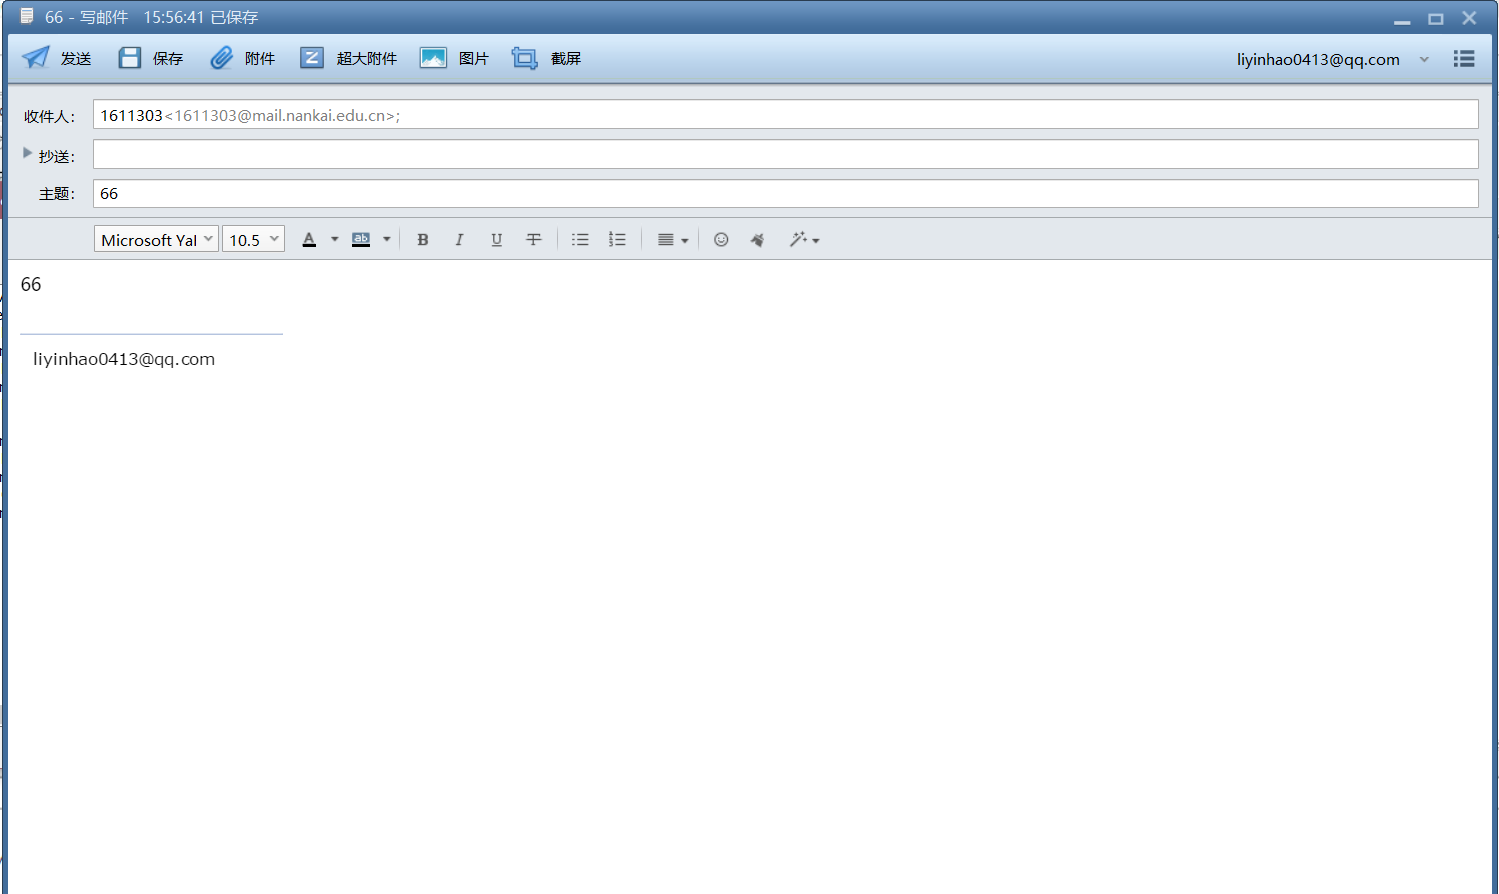 66 - 写邮件 15:56:41 已保存
发送 保存 附件 超大附件 图片 截屏 liyinhao0413@qq.com
收件人： 1611303<1611303@mail.nankai.edu.cn>;
抄送：
主题： 66
Microsoft Yal 10.5 A ab B I U T
66
liyinhao0413@qq.com